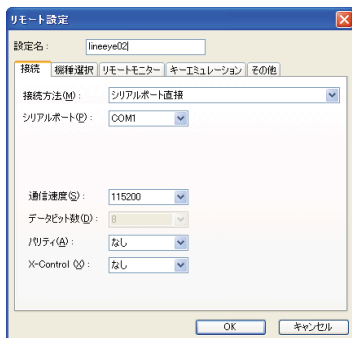 リモート設定
設定名： lineeye02
接続 機種選択 リモートモニター キーエミュレーション その他
接続方法(M)： シリアルポート直接
シリアルポート(P)： COM1
通信速度(S)： 115200
データビット数(D)： 8
パリティ(A)： なし
X-Control (X)： なし
OK キャンセル